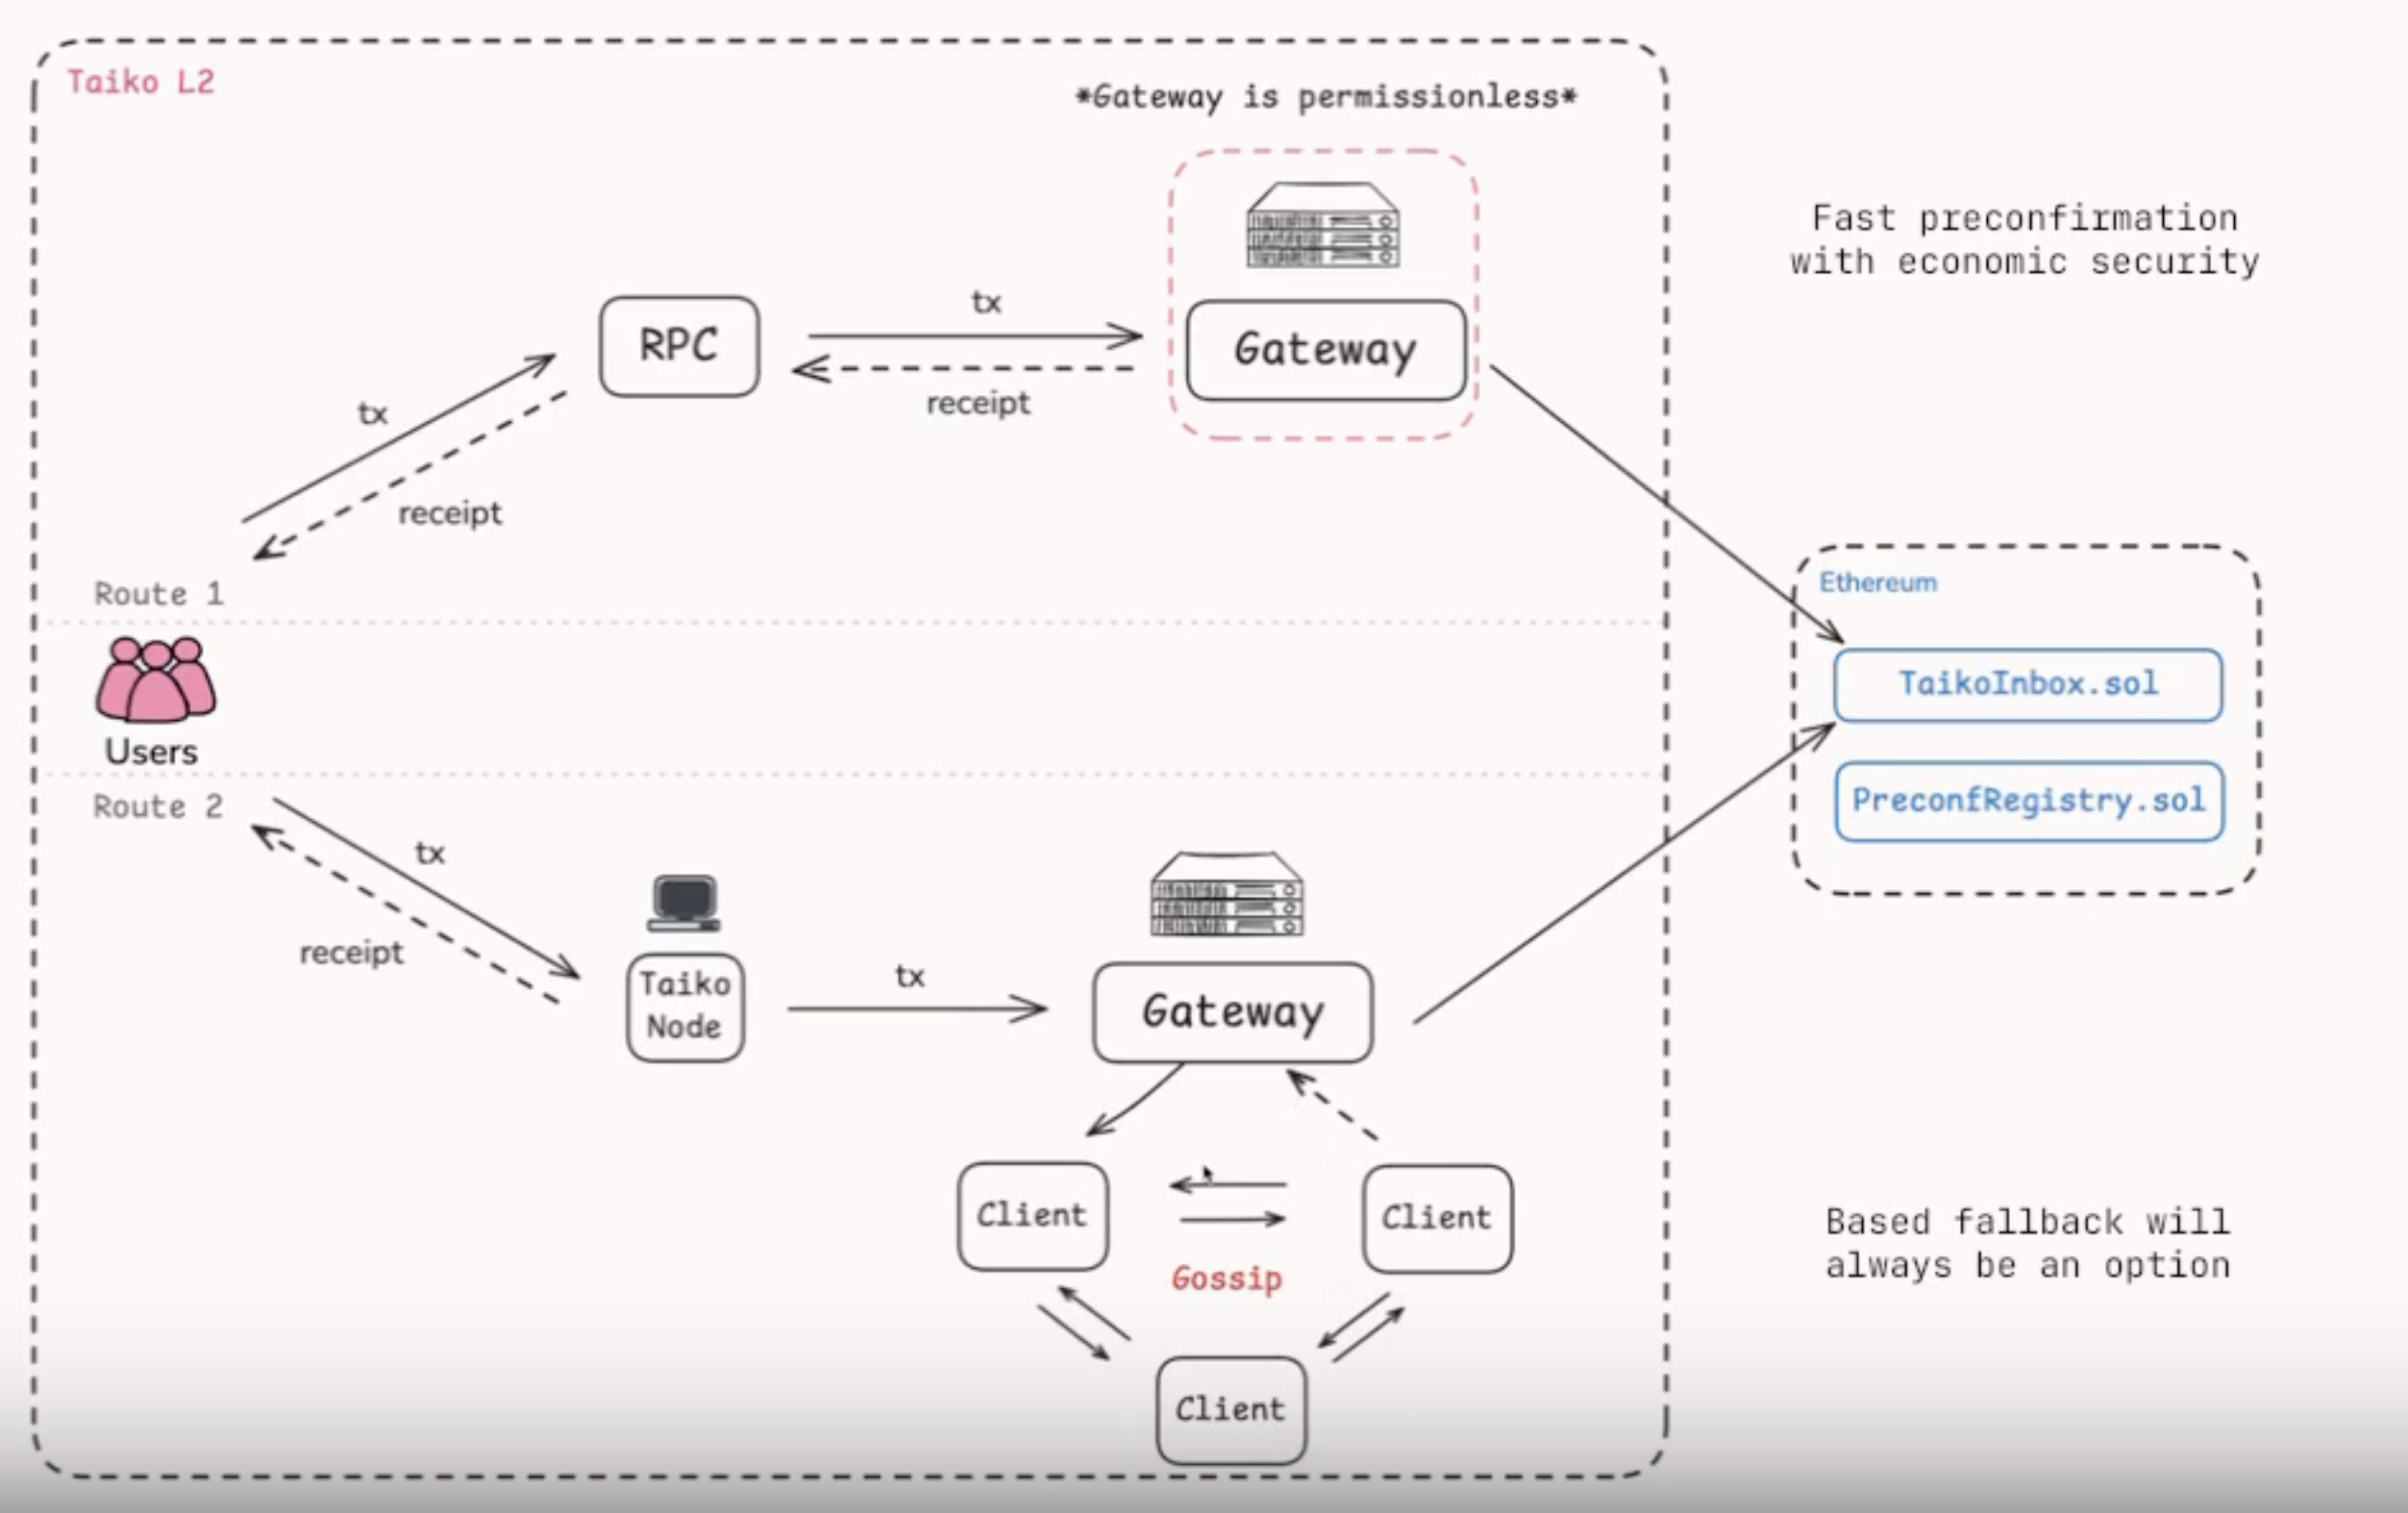 Taiko L2
*Gateway is permissionless*
Fast preconfirmation
with economic security
RPC
tx
receipt
Gateway
tx
receipt
Route 1
Users
Route 2
Ethereum
TaikoInbox.sol
PreconfRegistry.sol
tx
receipt
Taiko
Node
tx
Gateway
Client
Client
Gossip
Client
Based fallback will
always be an option